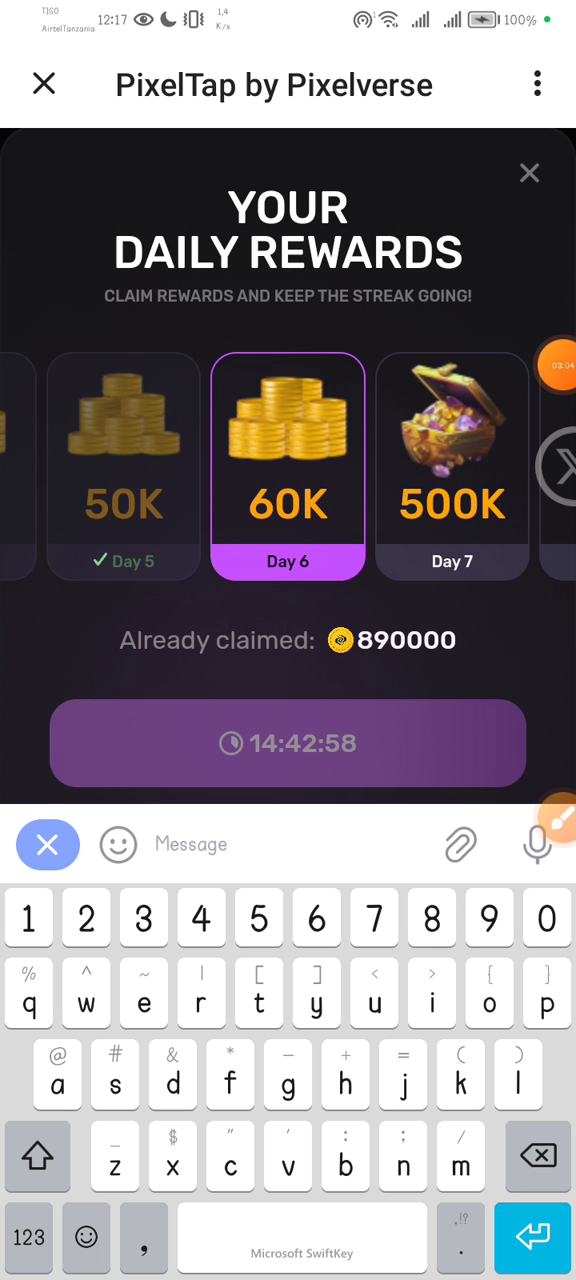 TIGO
AirtelTanzania 12:17 1,4 K/s 100%
PixelTap by Pixelverse
YOUR
DAILY REWARDS
CLAIM REWARDS AND KEEP THE STREAK GOING!
03:04
50K 60K 500K
Day 5 Day 6 Day 7
Already claimed: 890000
14:42:58
Message
1 2 3 4 5 6 7 8 9 0
% ^ ~ | [ ] < > { }
q w e r t y u i o p
@ # & * - + = ( )
a s d f g h j k l
_ $ " ' : ; /
z x c v b n m
123 , Microsoft SwiftKey ,!? .